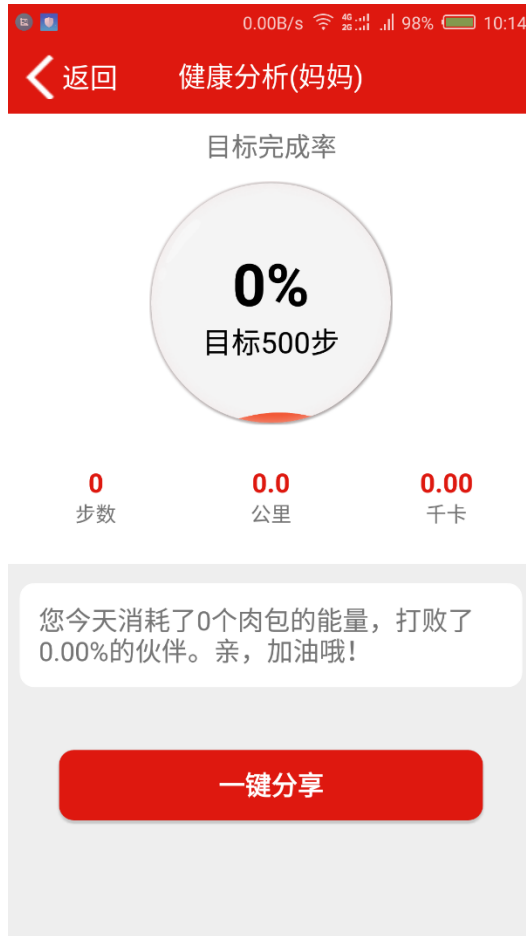 0.00B/s 4G 2G 98% 10:14
返回 健康分析(妈妈)
目标完成率
0%
目标500步
0 0.0 0.00
步数 公里 千卡
您今天消耗了0个肉包的能量，打败了
0.00%的伙伴。亲，加油哦！
一键分享